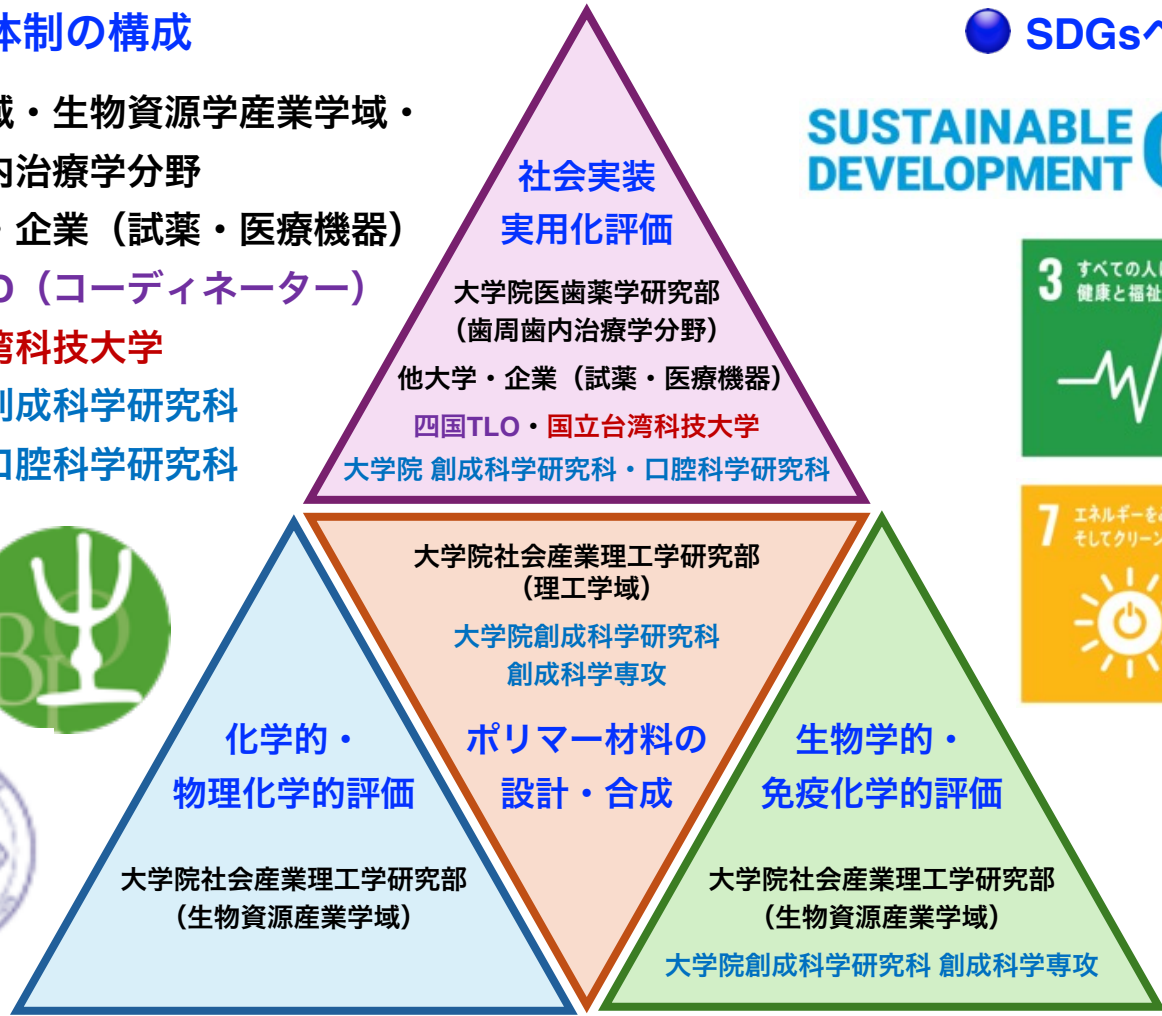 体制の構成
域・生物資源学産業学域・
内治療学分野
・企業（試薬・医療機器）
O（コーディネーター）
湾科技大学
創成科学研究科
口腔科学研究科
SDGsへ
SUSTAINABLE
DEVELOPMENT G
3 すべての人に
健康と福祉
7 エネルギーをみ
そしてクリーン
社会実装
実用化評価
大学院医歯薬学研究部
（歯周歯内治療学分野）
他大学・企業（試薬・医療機器）
四国TLO・国立台湾科技大学
大学院 創成科学研究科・口腔科学研究科
大学院社会産業理工学研究部
（理工学域）
大学院創成科学研究科
創成科学専攻
ポリマー材料の
設計・合成
化学的・
物理化学的評価
大学院社会産業理工学研究部
（生物資源産業学域）
生物学的・
免疫化学的評価
大学院社会産業理工学研究部
（生物資源産業学域）
大学院創成科学研究科 創成科学専攻